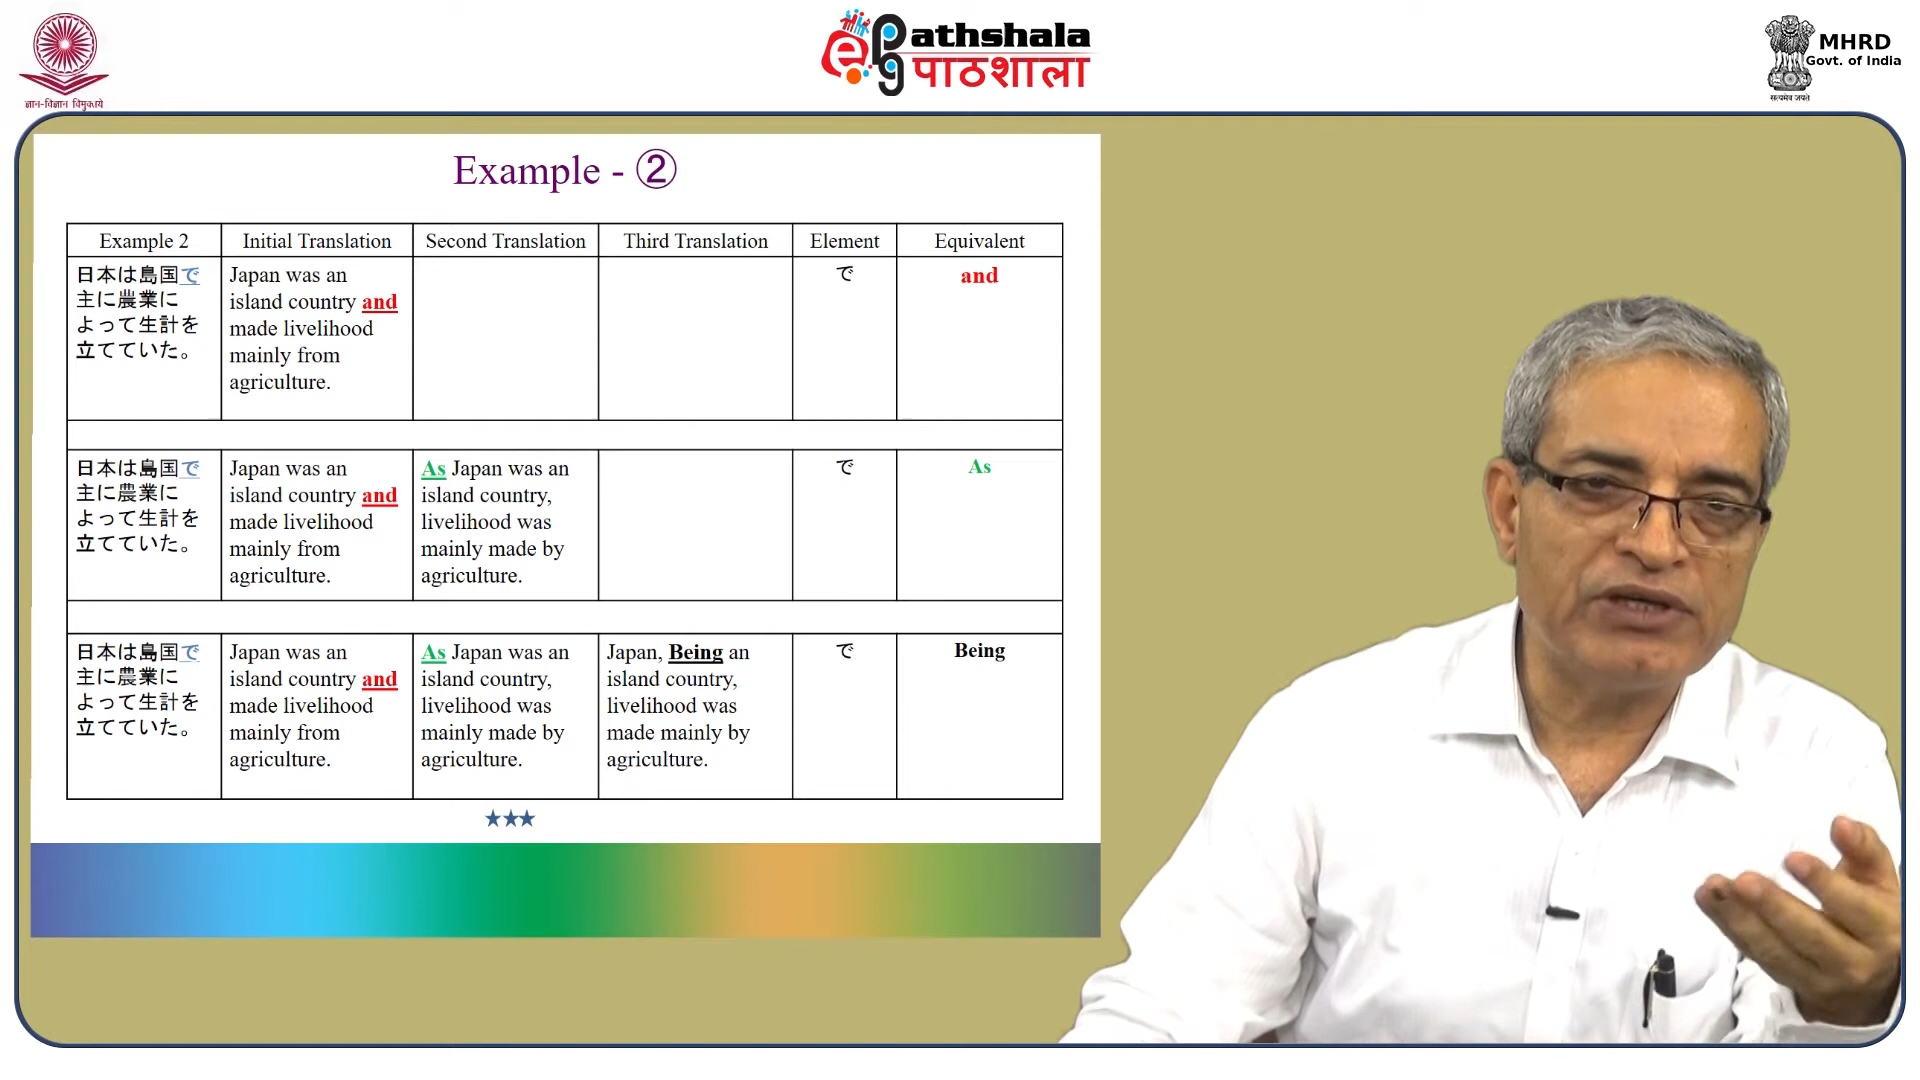 ज्ञान-विज्ञान विमुक्तये
ePathshala
पाठशाला
MHRD
Govt. of India
सत्यमेव जयते
Example - ②
Example 2 Initial Translation Second Translation Third Translation Element Equivalent
日本は島国で
主に農業に
よって生計を
立てていた。
Japan was an
island country and
made livelihood
mainly from
agriculture.
で
and
日本は島国で
主に農業に
よって生計を
立てていた。
Japan was an
island country and
made livelihood
mainly from
agriculture.
As Japan was an
island country,
livelihood was
mainly made by
agriculture.
で
As
日本は島国で
主に農業に
よって生計を
立てていた。
Japan was an
island country and
made livelihood
mainly from
agriculture.
As Japan was an
island country,
livelihood was
mainly made by
agriculture.
Japan, Being an
island country,
livelihood was
made mainly by
agriculture.
で
Being